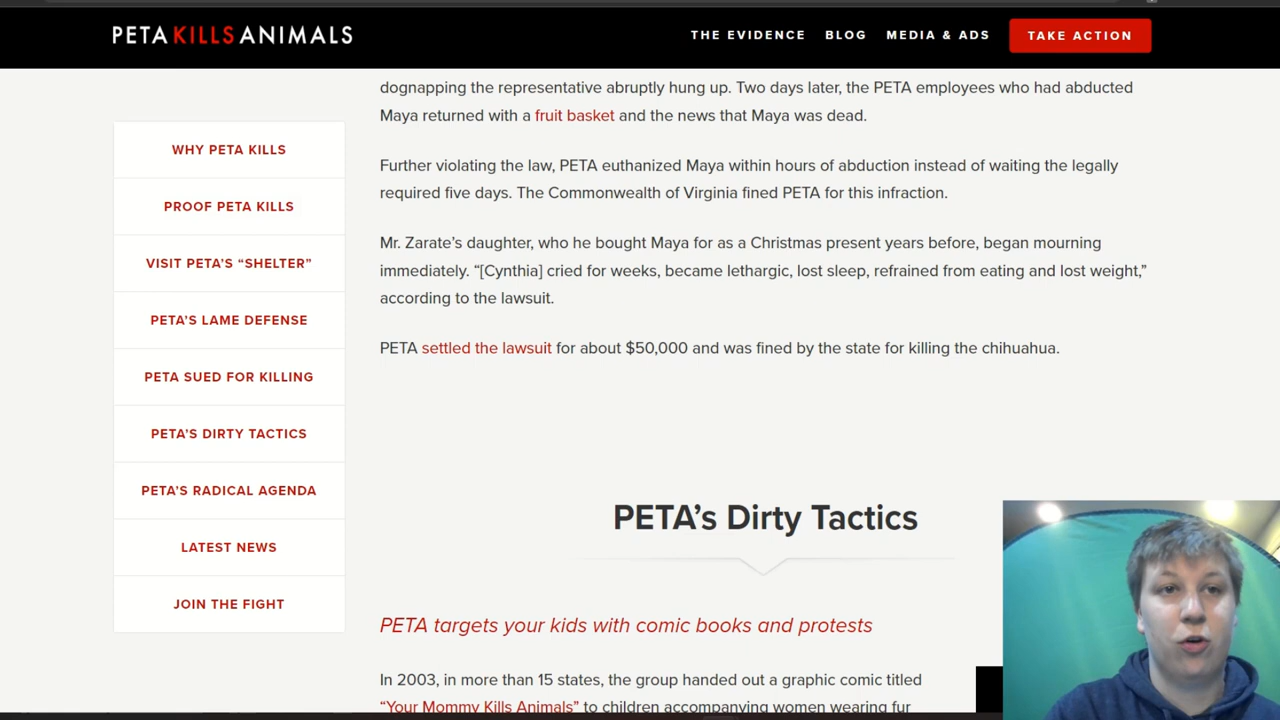 PETAKILLSANIMALS
THE EVIDENCE BLOG MEDIA & ADS TAKE ACTION
WHY PETA KILLS
PROOF PETA KILLS
VISIT PETA’S “SHELTER”
PETA’S LAME DEFENSE
PETA SUED FOR KILLING
PETA’S DIRTY TACTICS
PETA’S RADICAL AGENDA
LATEST NEWS
JOIN THE FIGHT
dognapping the representative abruptly hung up. Two days later, the PETA employees who had abducted
Maya returned with a fruit basket and the news that Maya was dead.
Further violating the law, PETA euthanized Maya within hours of abduction instead of waiting the legally
required five days. The Commonwealth of Virginia fined PETA for this infraction.
Mr. Zarate’s daughter, who he bought Maya for as a Christmas present years before, began mourning
immediately. “[Cynthia] cried for weeks, became lethargic, lost sleep, refrained from eating and lost weight,”
according to the lawsuit.
PETA settled the lawsuit for about $50,000 and was fined by the state for killing the chihuahua.
PETA’s Dirty Tactics
PETA targets your kids with comic books and protests
In 2003, in more than 15 states, the group handed out a graphic comic titled
“Your Mommy Kills Animals” to children accompanying women wearing fur